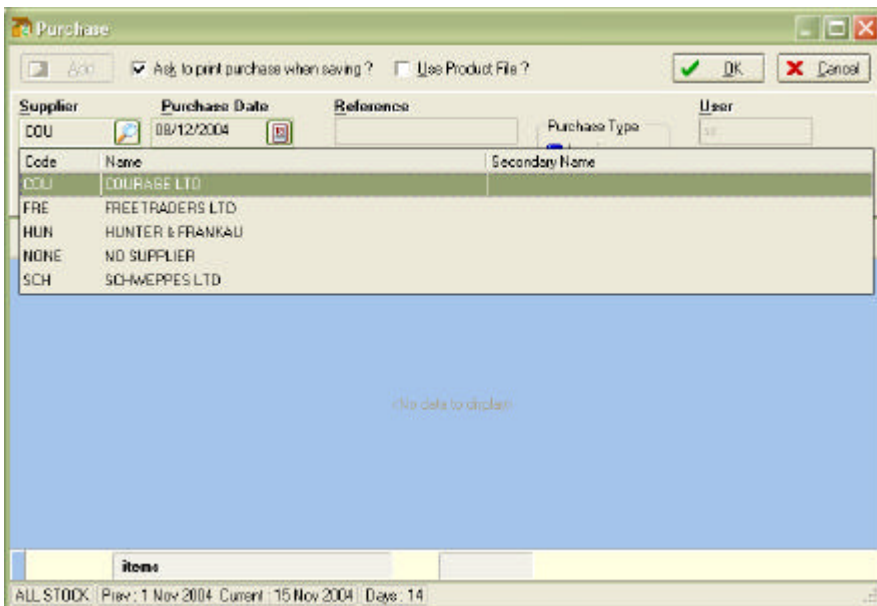 Purchase
Add Ask to print purchase when saving ? Use Product File ? OK Cancel
Supplier Purchase Date Reference User
COU 08/12/2004 Purchase Type
Code Name Secondary Name
COU COURAGE LTD
FRE FREETRADERS LTD
HUN HUNTER & FRANKAU
NONE NO SUPPLIER
SCH SCHWEPPES LTD
<No data to display>
items
ALL STOCK Prev : 1 Nov 2004 Current : 15 Nov 2004 Days : 14